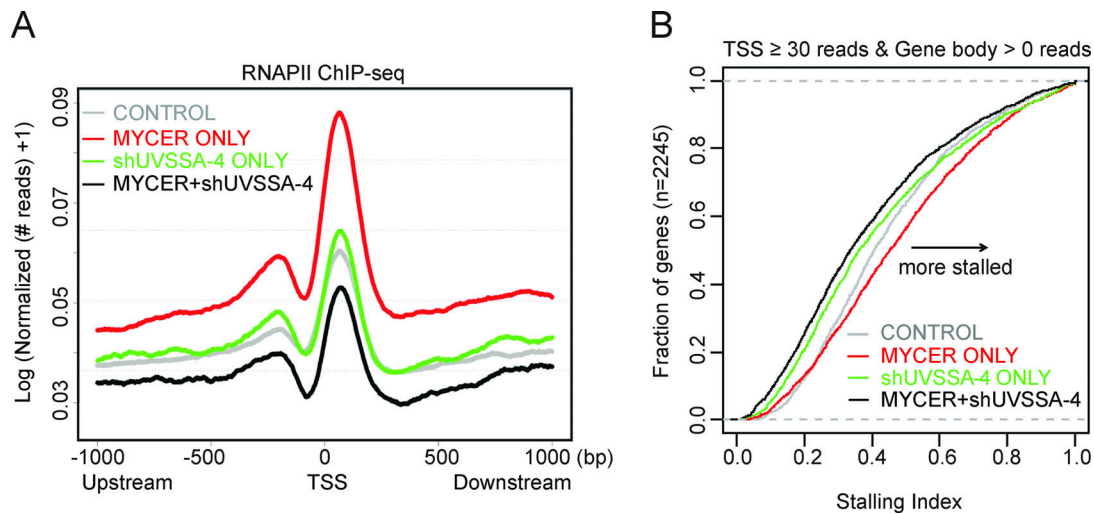 A
RNAPII ChIP-seq
Log (Normalized (# reads) +1)
0.09
0.07
0.05
0.03
CONTROL
MYCER ONLY
shUVSSA-4 ONLY
MYCER+shUVSSA-4
-1000 -500 0 500 1000 (bp)
Upstream TSS Downstream
B
TSS ≥ 30 reads & Gene body > 0 reads
Fraction of genes (n=2245)
1.0
0.8
0.6
0.4
0.2
0.0
more stalled
CONTROL
MYCER ONLY
shUVSSA-4 ONLY
MYCER+shUVSSA-4
0.0 0.2 0.4 0.6 0.8 1.0
Stalling Index